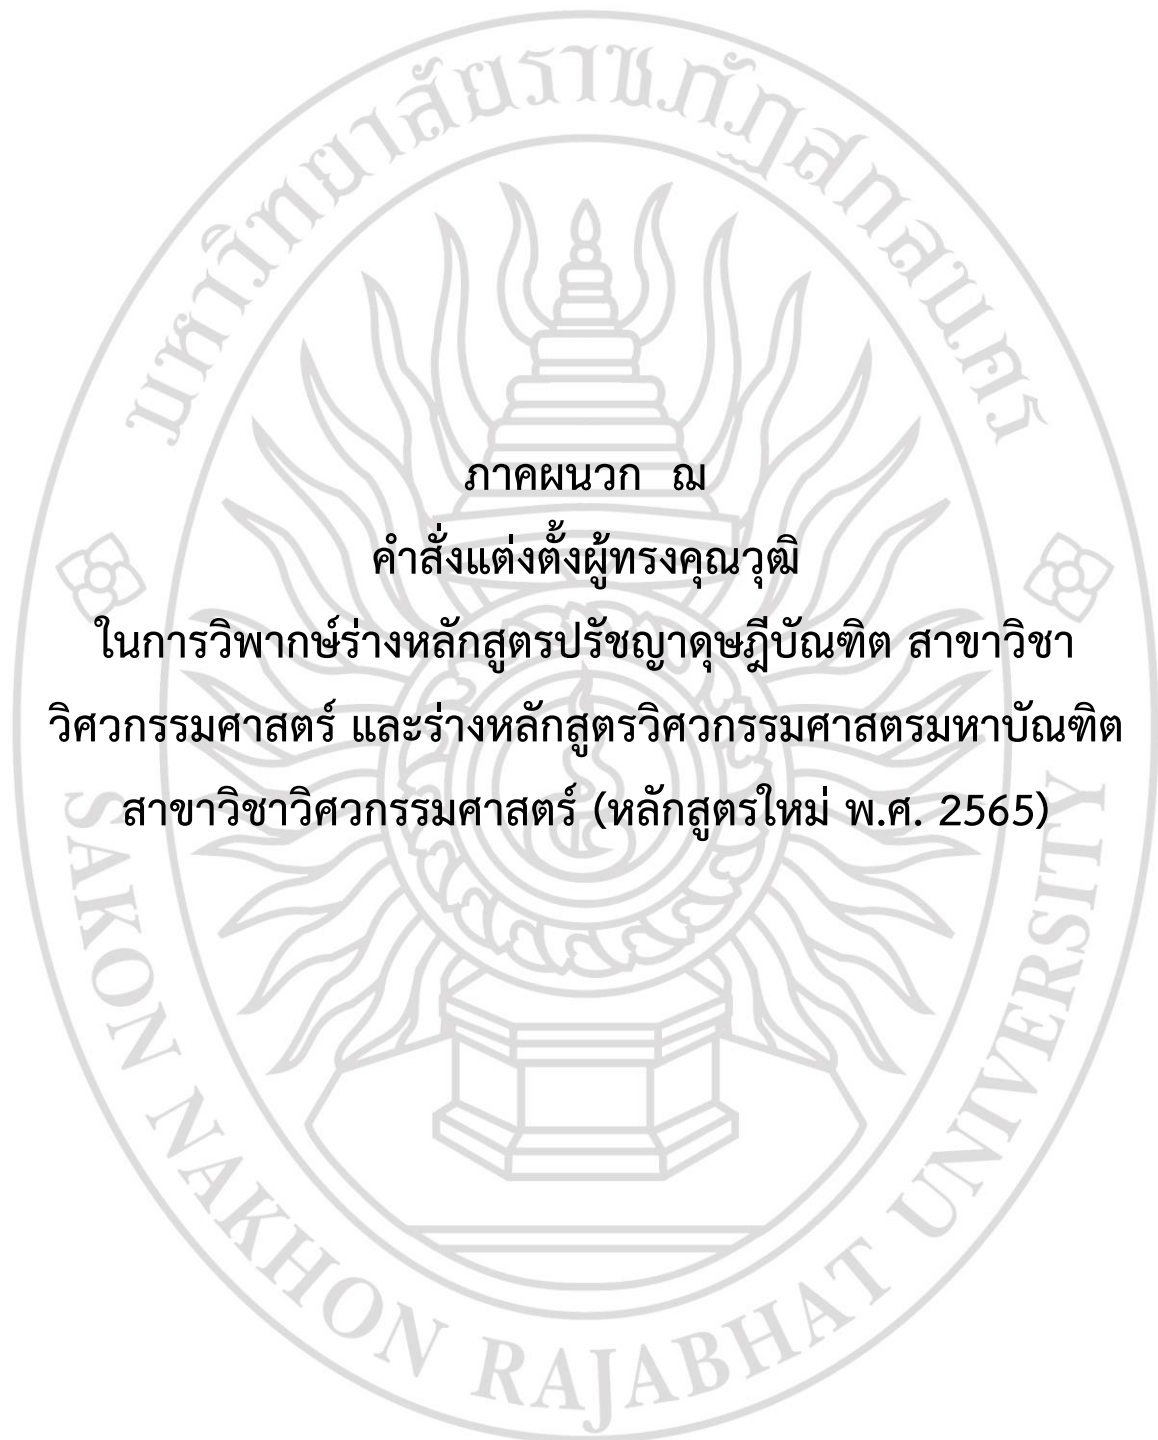 มหาวิทยาลัยราชภัฏสกลนคร
ภาคผนวก ฌ
คำสั่งแต่งตั้งผู้ทรงคุณวุฒิ
ในการวิพากษ์ร่างหลักสูตรปรัชญาดุษฎีบัณฑิต สาขาวิชา
วิศวกรรมศาสตร์ และร่างหลักสูตรวิศวกรรมศาสตรมหาบัณฑิต
สาขาวิชาวิศวกรรมศาสตร์ (หลักสูตรใหม่ พ.ศ. 2565)
SAKON NAKHON RAJABHAT UNIVERSITY